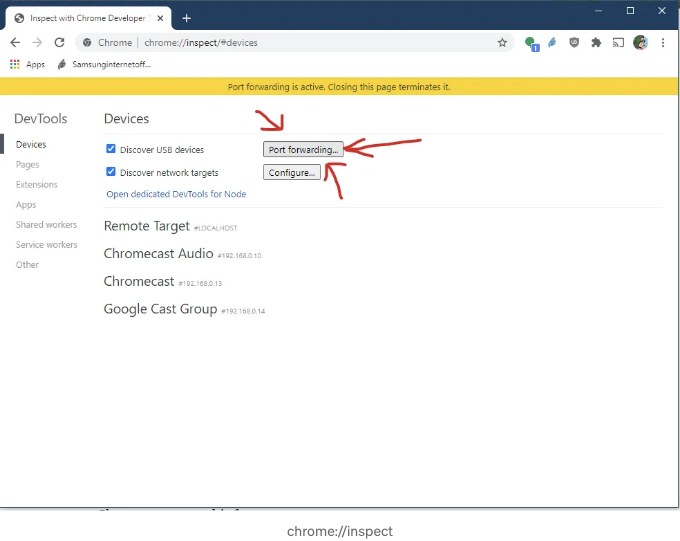 Inspect with Chrome Developer T
Chrome | chrome://inspect/#devices
1
Apps Samsunginternetoff...
Port forwarding is active. Closing this page terminates it.
DevTools
Devices
Pages
Extensions
Apps
Shared workers
Service workers
Other
Devices
Discover USB devices Port forwarding...
Discover network targets Configure...
Open dedicated DevTools for Node
Remote Target #LOCALHOST
Chromecast Audio #192.168.0.10
Chromecast #192.168.0.13
Google Cast Group #192.168.0.14
chrome://inspect